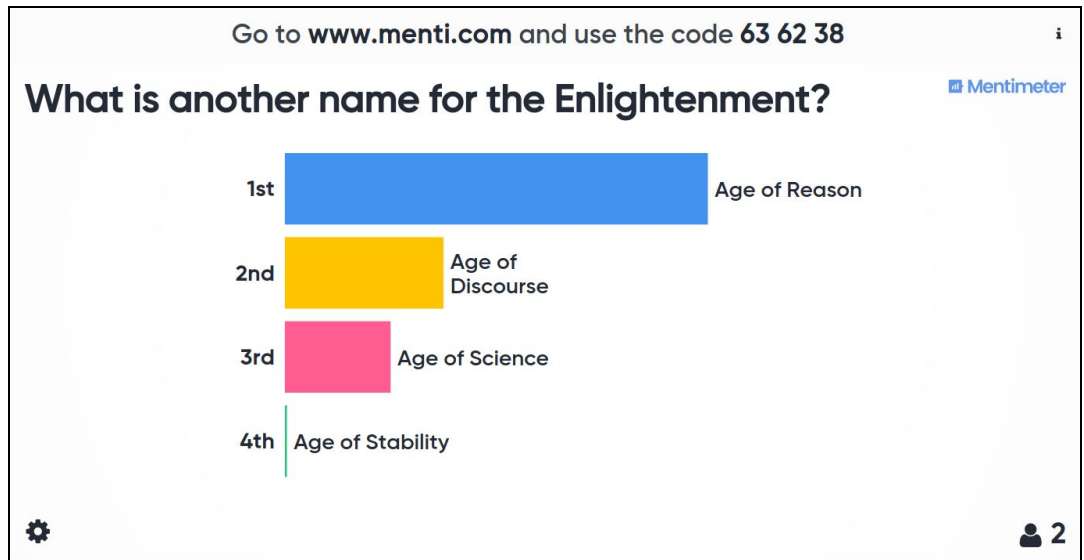 Go to www.menti.com and use the code 63 62 38
i
Mentimeter
What is another name for the Enlightenment?
1st
Age of Reason
2nd
Age of
Discourse
3rd
Age of Science
4th
Age of Stability
2